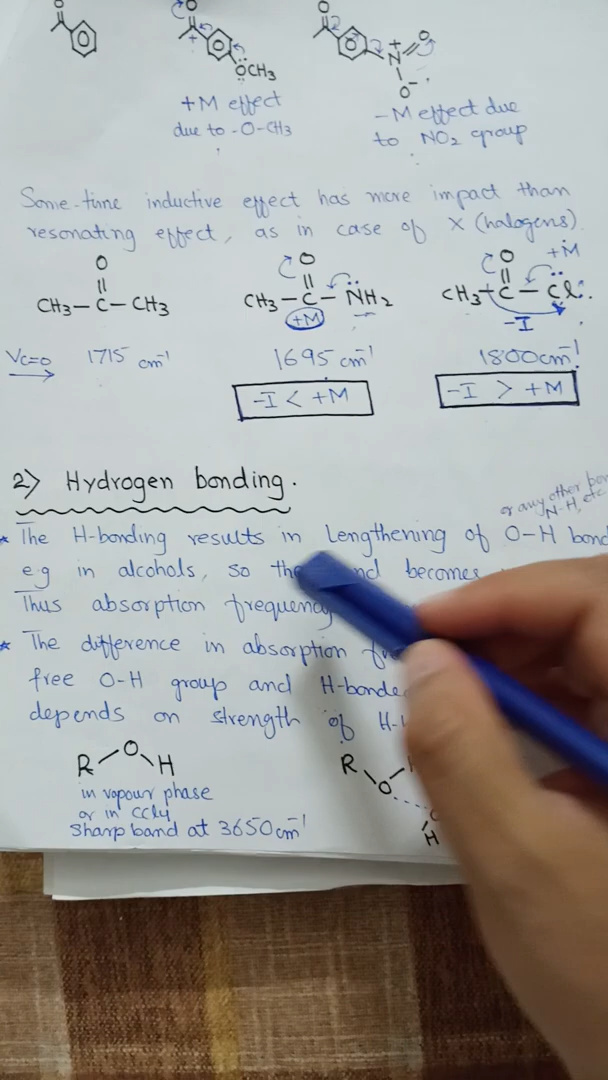 O O O O
+ N+
ÖCH3 O-
+M effect -M effect due
due to -O-CH3 to NO2 group
Some-time inductive effect has more impact than
resonating effect, as in case of X (halogens)
O O O +M
CH3-C-CH3 CH3-C-NH2 CH3-C-Cl:
+M -I
νC=O 1715 cm-1 1695 cm-1 1800 cm-1
-I < +M -I > +M
2) Hydrogen bonding.
or any other
N-H, etc
* The H-bonding results in Lengthening of O-H bond
e.g in alcohols, so the becomes
Thus absorption frequency
* The difference in absorption
free O-H group and H-bonde
depends on strength of H-
R O H R O H
in vapour phase
or in CCl4
sharp band at 3650 cm-1